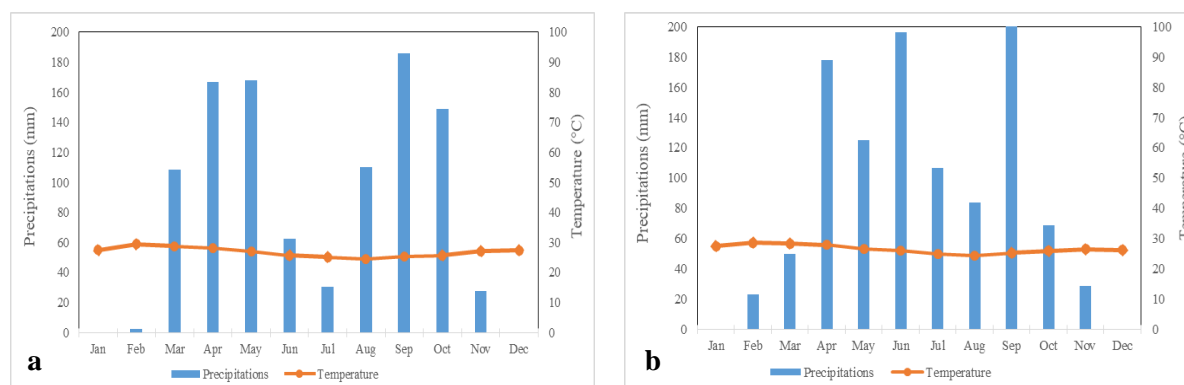 200 100
180 90
160 80
140 70
120 60
100 50
80 40
60 30
40 20
20 10
0 0
Precipitations (mm)
Temperature (°C)
Jan Feb Mar Apr May Jun Jul Aug Sep Oct Nov Dec
Precipitations Temperature
a
200 100
180 90
160 80
140 70
120 60
100 50
80 40
60 30
40 20
20 10
0 0
Precipitations (mm)
Temperature (°C)
Jan Feb Mar Apr May Jun Jul Aug Sep Oct Nov Dec
Precipitations Temperature
b